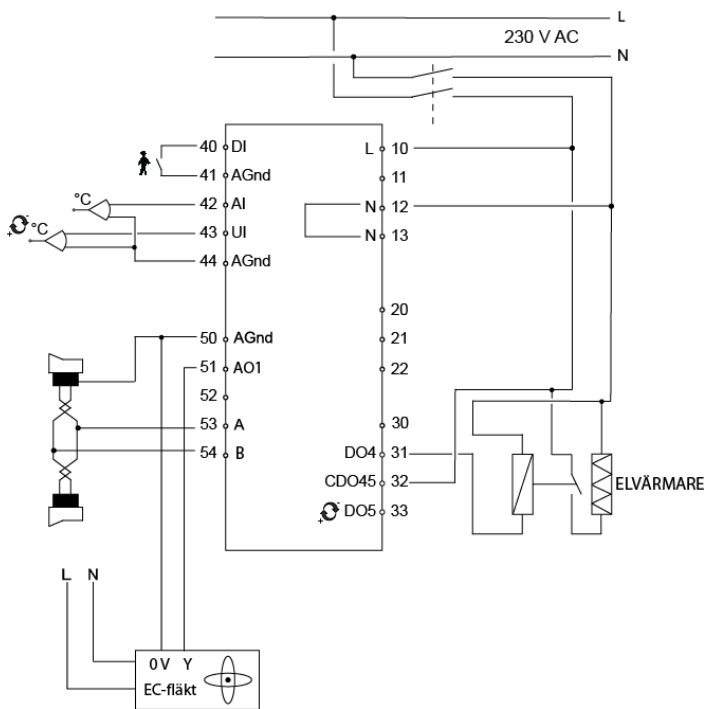 L
230 V AC
N
40 DI
L 10
41 AGnd
11
°C
42 AI
N 12
°C
43 UI
N 13
44 AGnd
20
50 AGnd
21
51 AO1
22
52
53 A
30
54 B
DO4 31
CDO45 32
ELVÄRMARE
DO5 33
L N
0 V Y
EC-fläkt